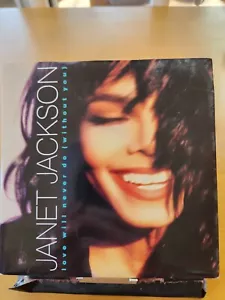 JANET JACKSON
love will never do (without you)